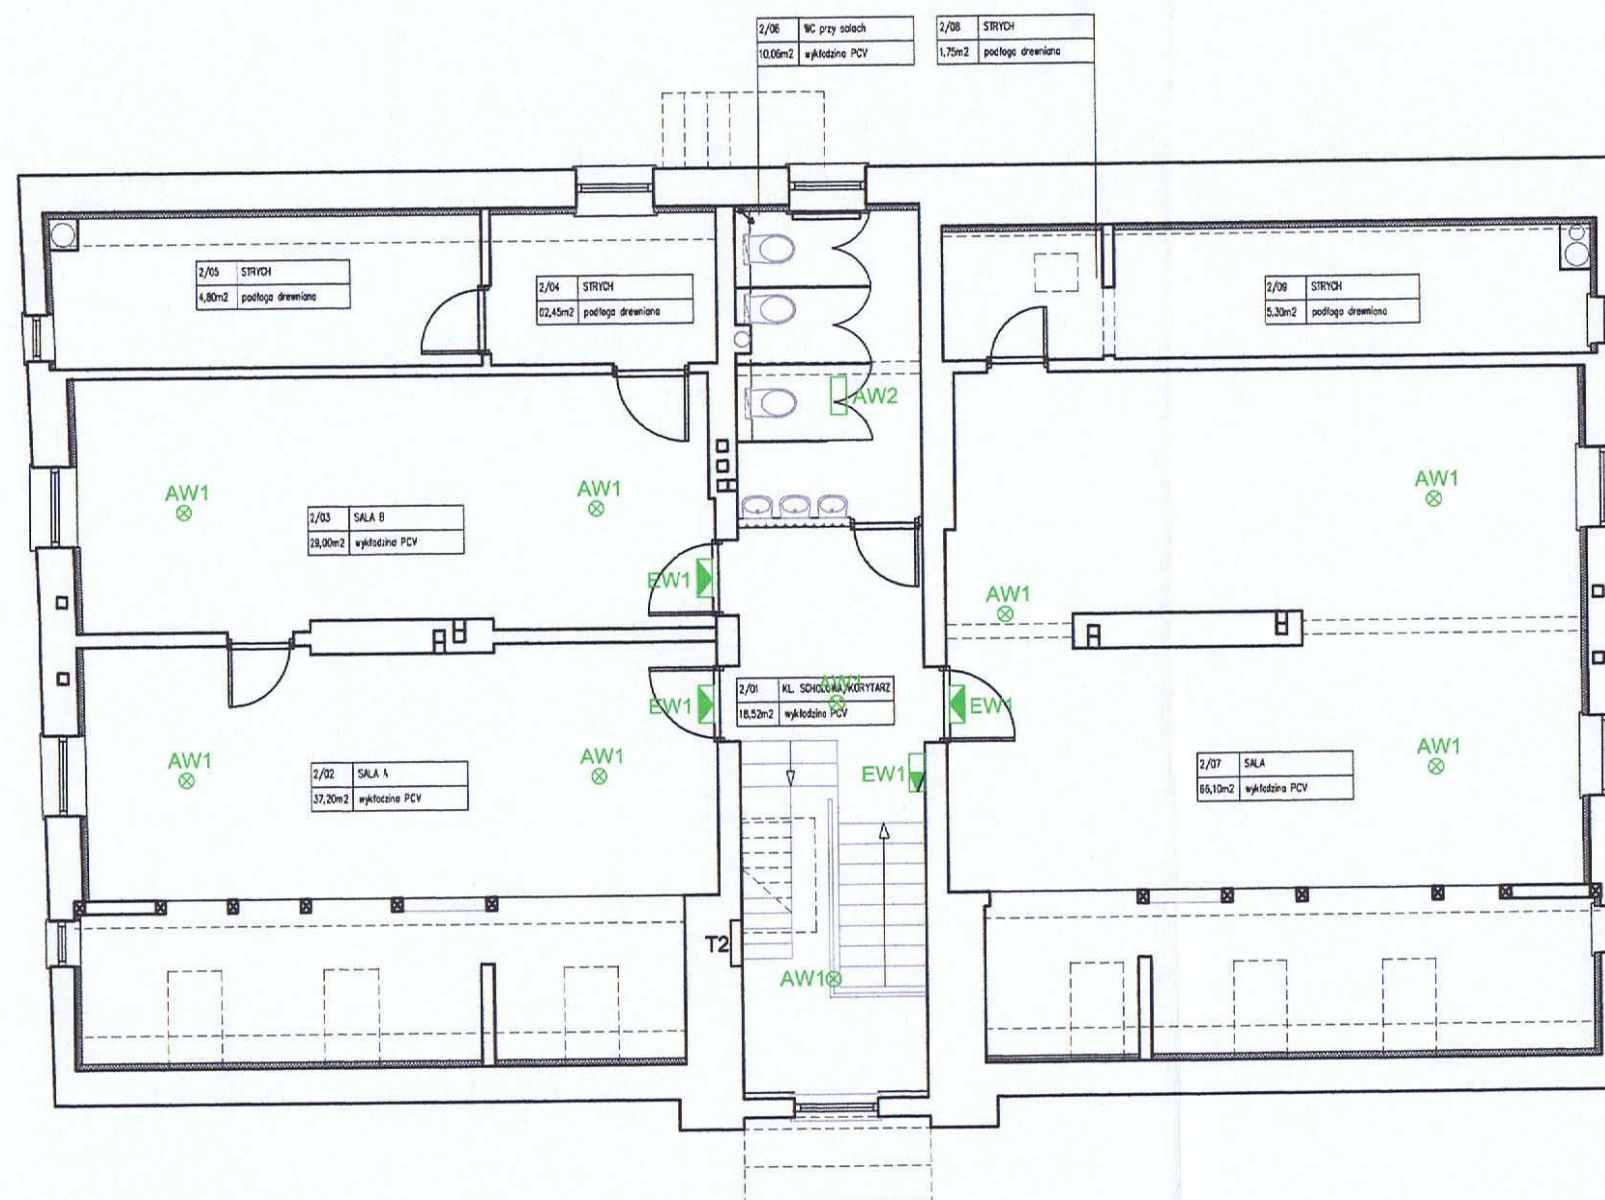 2/06 WC przy salach
10,06m2 wykładzina PCV
2/08 STRYCH
1,75m2 podłoga drewniana
2/05 STRYCH
4,80m2 podłoga drewniana
2/04 STRYCH
02,45m2 podłoga drewniana
2/09 STRYCH
5,30m2 podłoga drewniana
AW2
AW1
AW1
AW1
2/03 SALA B
29,00m2 wykładzina PCV
EW1
AW1
2/01 KL. SCHODOWA/KORYTARZ
18,52m2 wykładzina PCV
AW1
EW1
EW1
AW1
AW1
AW1
2/02 SALA A
37,20m2 wykładzina PCV
EW1
2/07 SALA
66,10m2 wykładzina PCV
T2
AW1